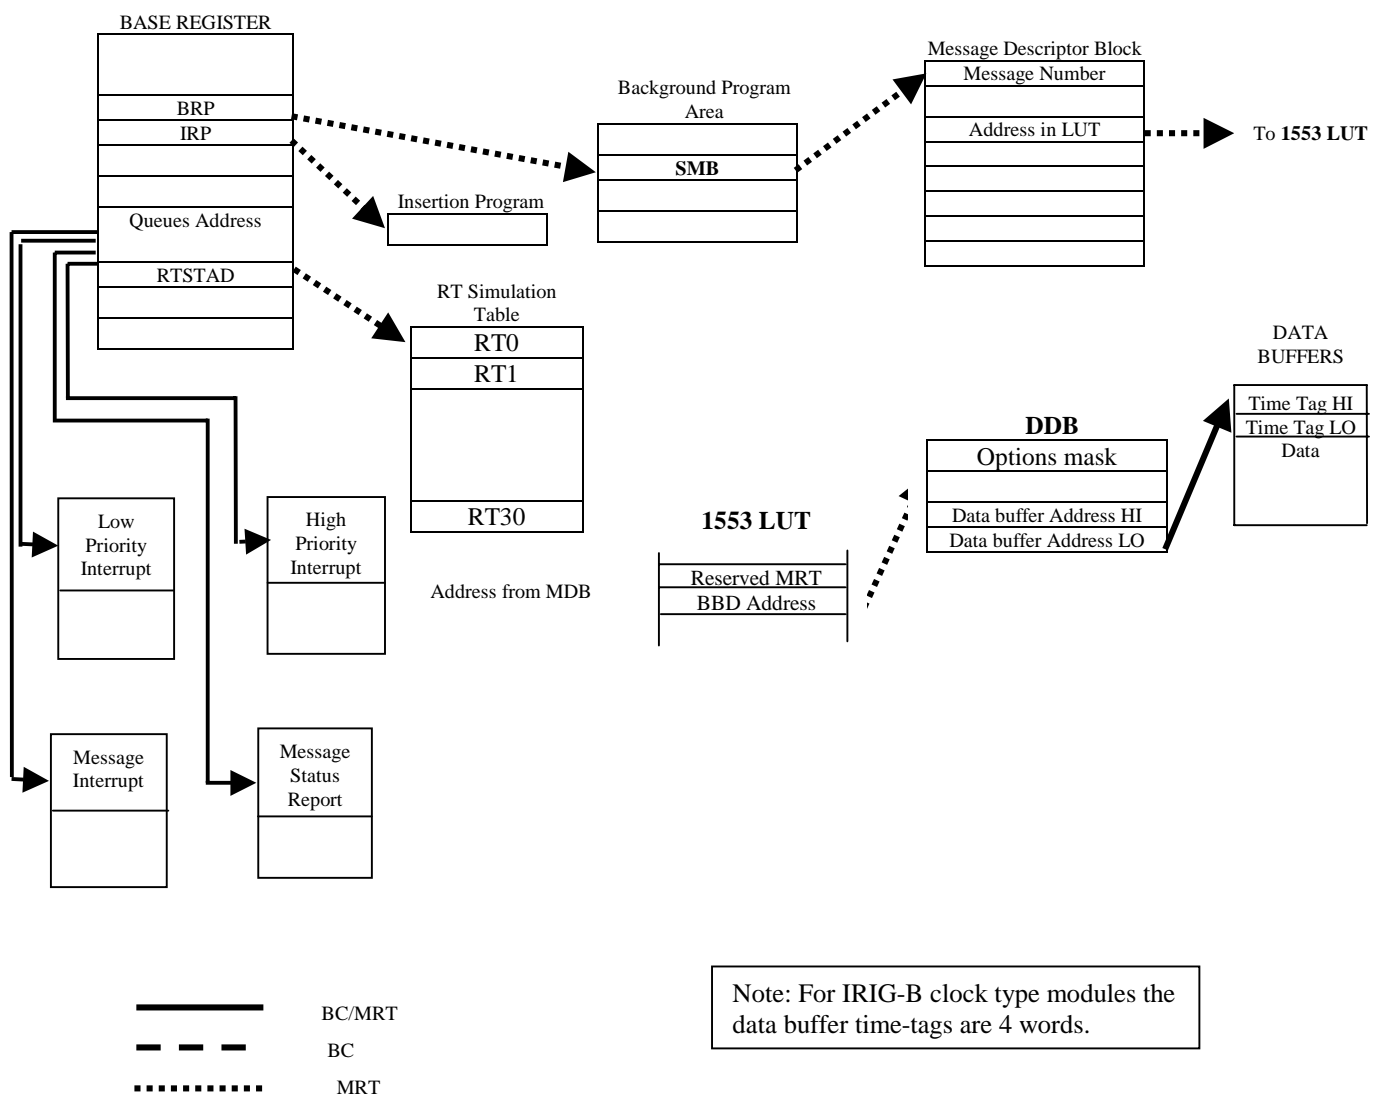 BASE REGISTER
BRP
IRP
Queues Address
RTSTAD
Background Program
Area
SMB
Message Descriptor Block
Message Number
Address in LUT
To 1553 LUT
Insertion Program
RT Simulation
Table
RT0
RT1
RT30
DATA
BUFFERS
Time Tag HI
Time Tag LO
Data
DDB
Options mask
Data buffer Address HI
Data buffer Address LO
1553 LUT
Reserved MRT
BBD Address
Address from MDB
Low
Priority
Interrupt
High
Priority
Interrupt
Message
Interrupt
Message
Status
Report
BC/MRT
BC
MRT
Note: For IRIG-B clock type modules the
data buffer time-tags are 4 words.